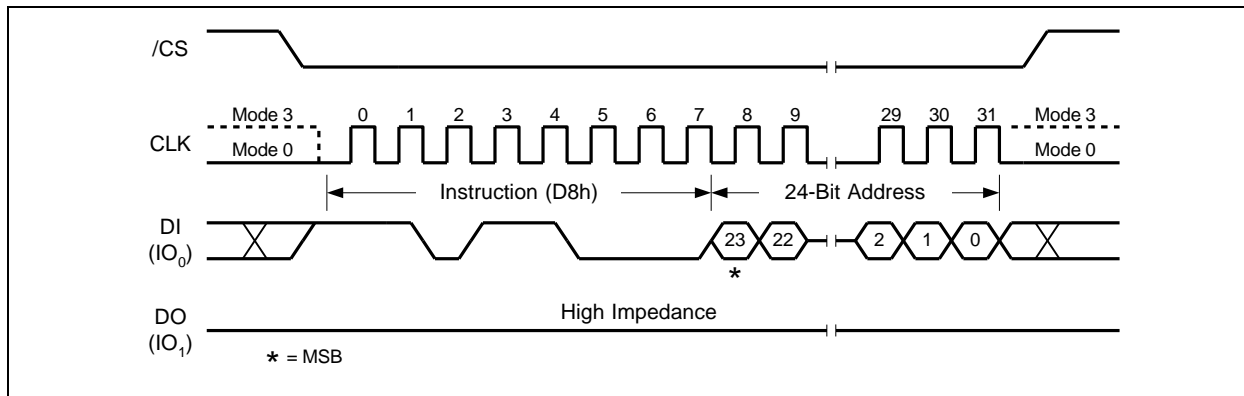 /CS
Mode 3 0 1 2 3 4 5 6 7 8 9 29 30 31 Mode 3
CLK
Mode 0 Mode 0
Instruction (D8h) 24-Bit Address
DI
(IO₀)
23 22 2 1 0
*
High Impedance
DO
(IO₁)
* = MSB